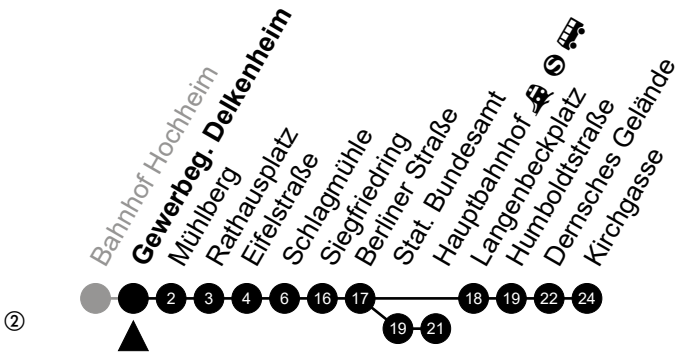 Bahnhof Hochheim
Gewerbeg. Delkenheim
Mühlberg
Rathausplatz
Eifelstraße
Schlagmühle
Siegfriedring
Berliner Straße
Stat. Bundesamt
Hauptbahnhof S
Langenbeckplatz
Humboldtstraße
Dernsches Gelände
Kirchgasse
② 2 3 4 6 16 17 18 19 22 24
19 21